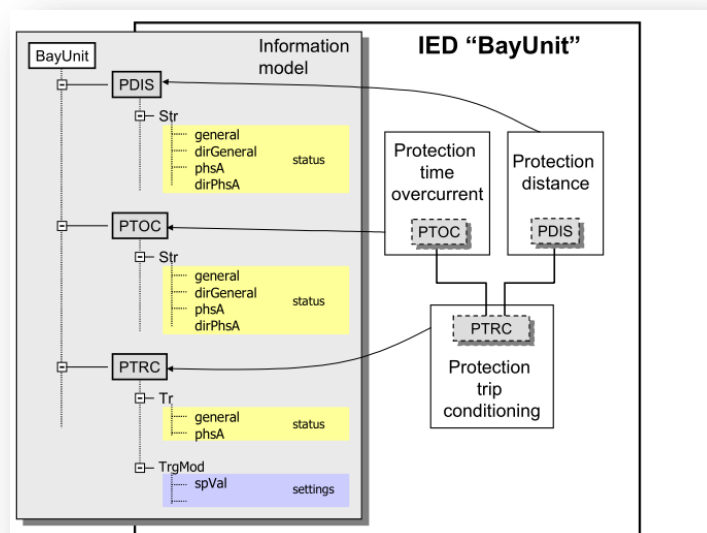 IED “BayUnit”
Information
model
BayUnit
PDIS
Str
general
dirGeneral
phsA
dirPhsA
status
PTOC
Str
general
dirGeneral
phsA
dirPhsA
status
PTRC
Tr
general
phsA
status
TrgMod
spVal
settings
Protection
time
overcurrent
PTOC
Protection
distance
PDIS
PTRC
Protection
trip
conditioning